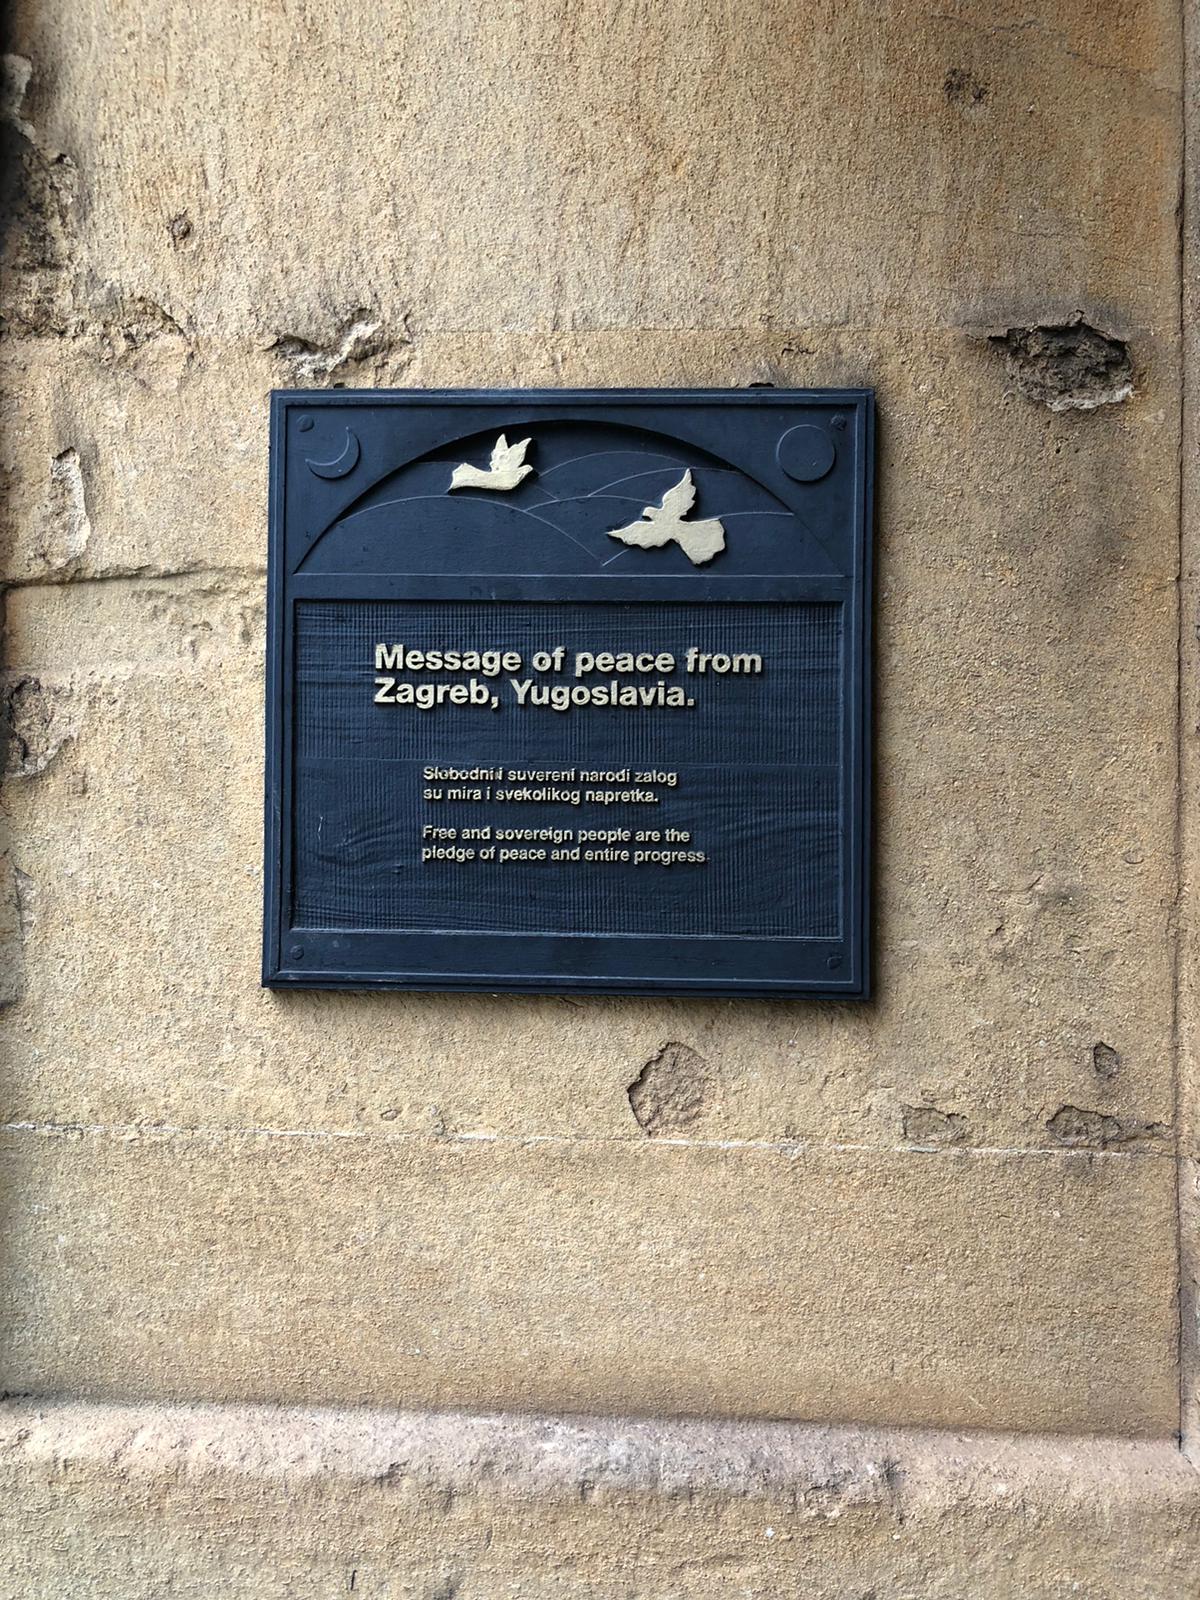 Message of peace from
Zagreb, Yugoslavia.
Slobodni i suvereni narodi zalog
su mira i svekolikog napretka.
Free and sovereign people are the
pledge of peace and entire progress.